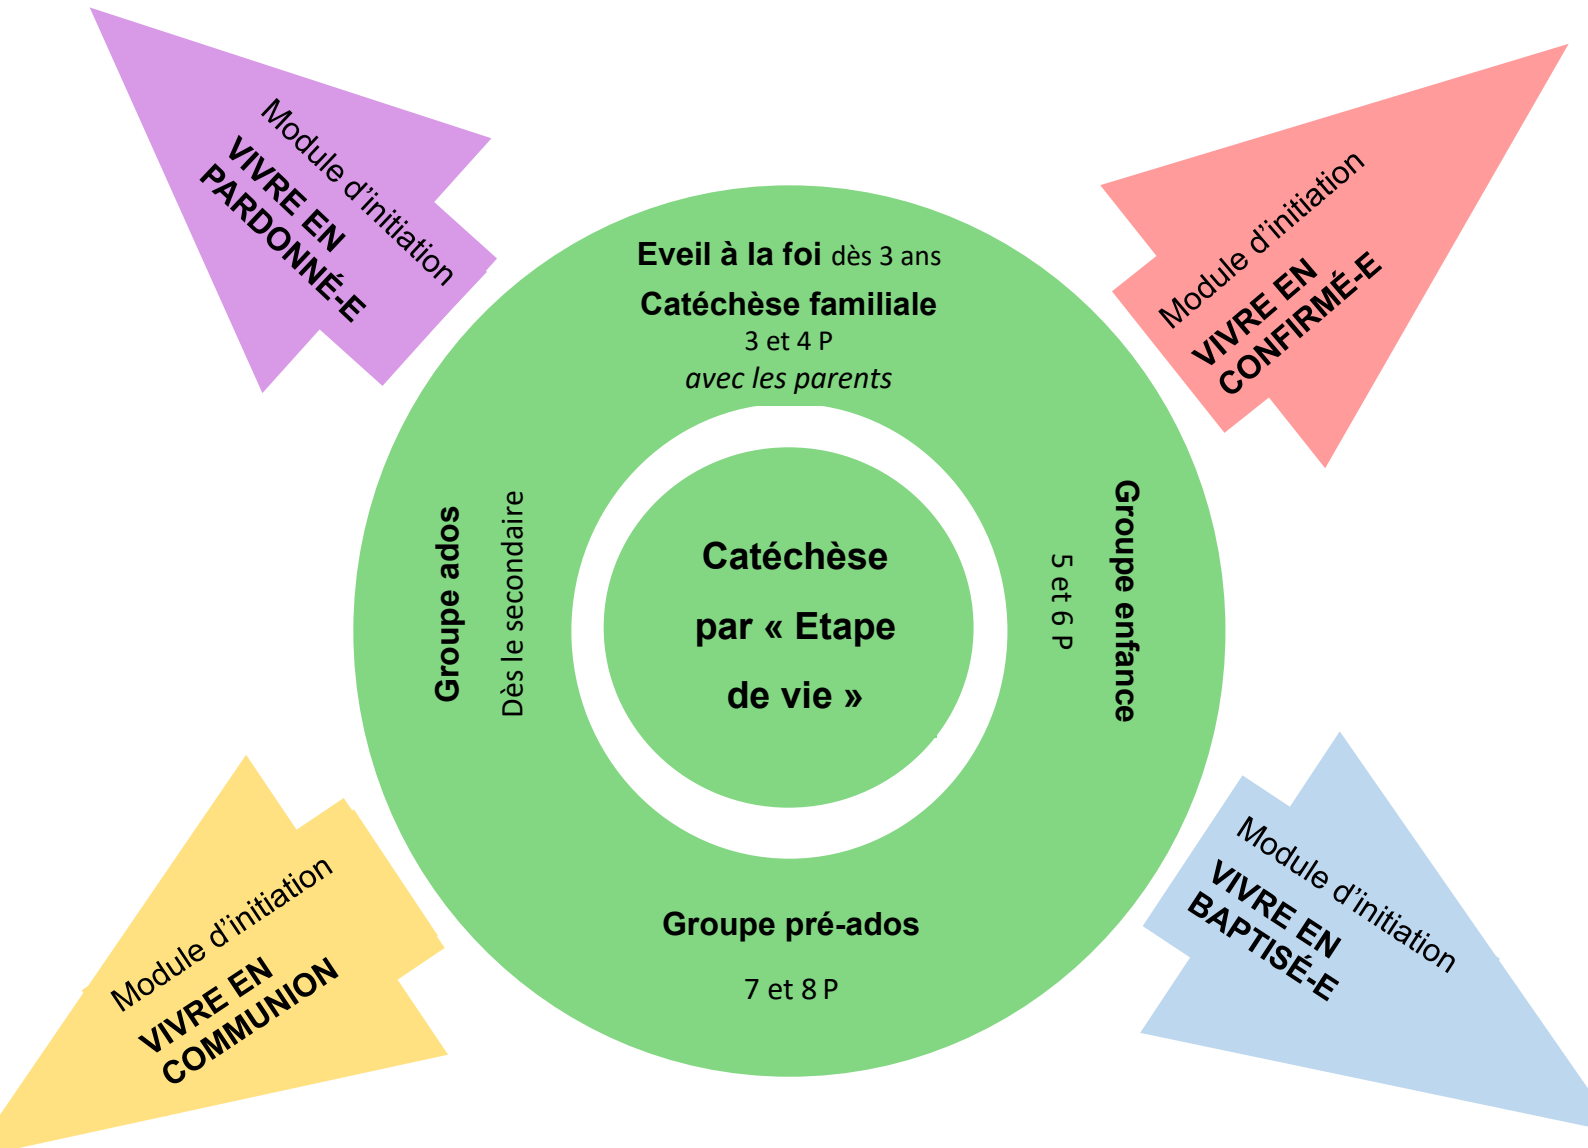 Module d’initiation
VIVRE EN
PARDONNÉ-E
Module d’initiation
VIVRE EN
CONFIRMÉ-E
Eveil à la foi dès 3 ans
Catéchèse familiale
3 et 4 P
avec les parents
Groupe ados
Dès le secondaire
Catéchèse
par « Etape
de vie »
Groupe enfance
5 et 6 P
Groupe pré-ados
7 et 8 P
Module d’initiation
VIVRE EN
COMMUNION
Module d’initiation
VIVRE EN
BAPTISÉ-E